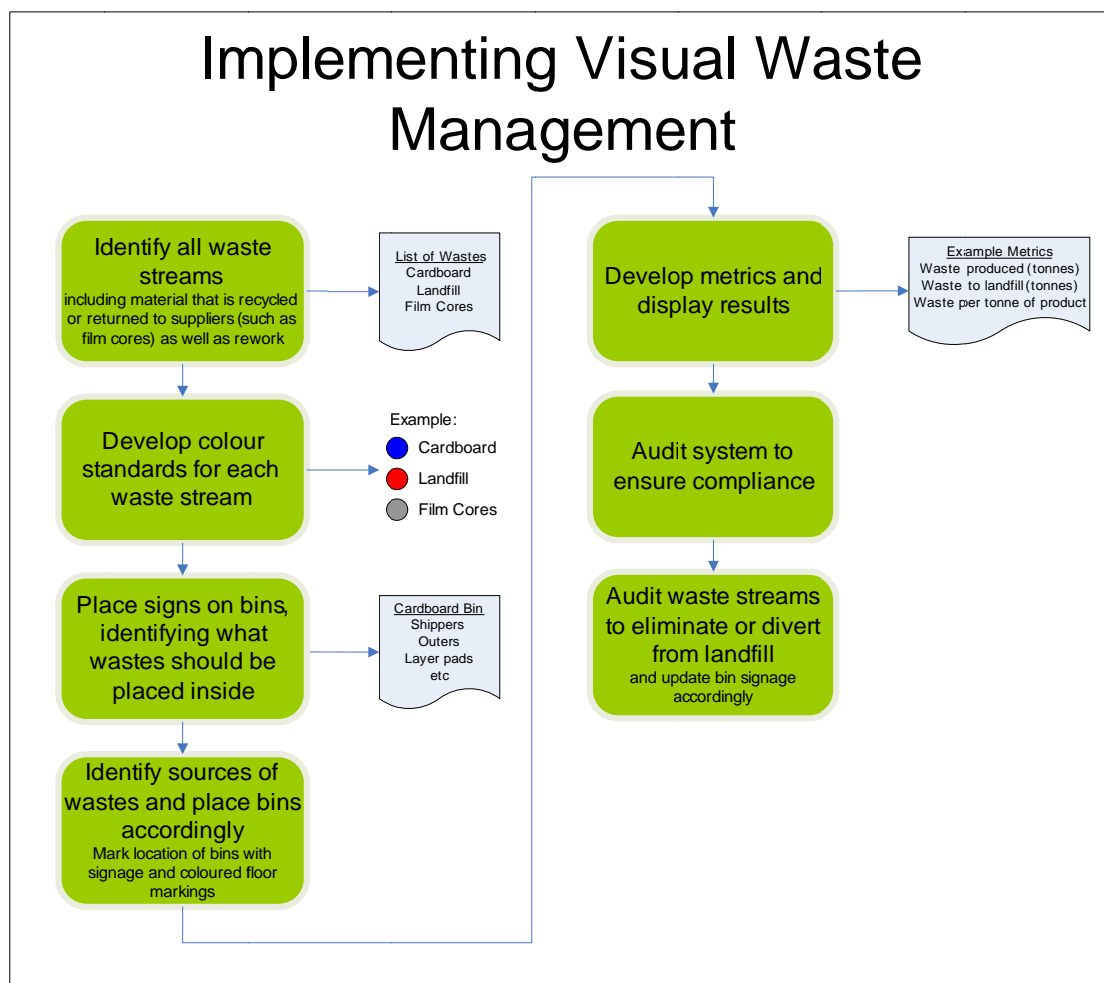 Implementing Visual Waste
Management
Identify all waste
streams
including material that is recycled
or returned to suppliers (such as
film cores) as well as rework
List of Wastes
Cardboard
Landfill
Film Cores
Develop colour
standards for each
waste stream
Example:
Cardboard
Landfill
Film Cores
Place signs on bins,
identifying what
wastes should be
placed inside
Cardboard Bin
Shippers
Outers
Layer pads
etc
Identify sources of
wastes and place bins
accordingly
Mark location of bins with
signage and coloured floor
markings
Develop metrics and
display results
Example Metrics
Waste produced (tonnes)
Waste to landfill (tonnes)
Waste per tonne of product
Audit system to
ensure compliance
Audit waste streams
to eliminate or divert
from landfill
and update bin signage
accordingly